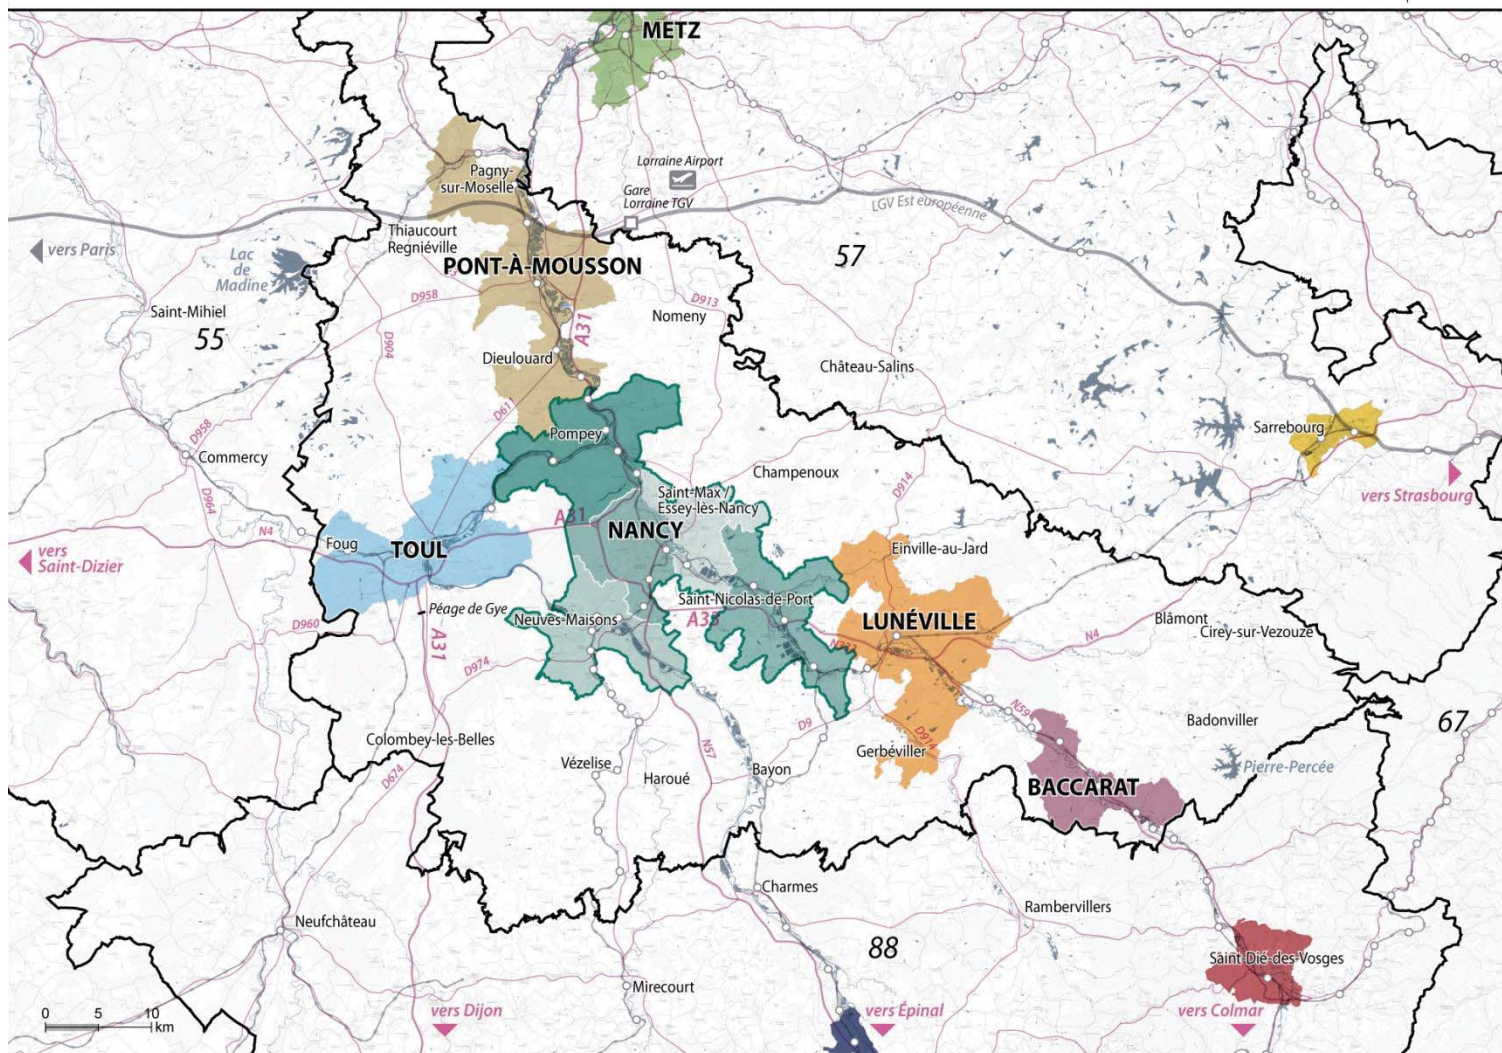 METZ
Lorraine Airport
Pagny-
sur-Moselle
Gare
Lorraine TGV
LGV Est européenne
Thiaucourt
Regniéville
vers Paris
57
Lac
de
Madine
PONT-À-MOUSSON
D958
D913
Saint-Mihiel
Nomeny
A31
55
D904
Dieulouard
Château-Salins
D611
Sarrebourg
D958
Pompey
Commercy
Champenoux
D914
vers Strasbourg
Saint-Max /
Essey-lès-Nancy
D964
A31
N4
NANCY
Foug
TOUL
Einville-au-Jard
vers
Saint-Dizier
Péage de Gye
Saint-Nicolas-de-Port
D960
Neuves-Maisons
A33
LUNÉVILLE
Blâmont
Cirey-sur-Vezouze
A31
N4
D974
N59
D9
Badonviller
67
Colombey-les-Belles
N57
D914
Gerbéviller
Vézelise
Haroué
Bayon
Pierre-Percée
D674
BACCARAT
Charmes
Rambervillers
Neufchâteau
88
Saint-Dié-des-Vosges
Mirecourt
0 5 10
km
vers Dijon
vers Épinal
vers Colmar